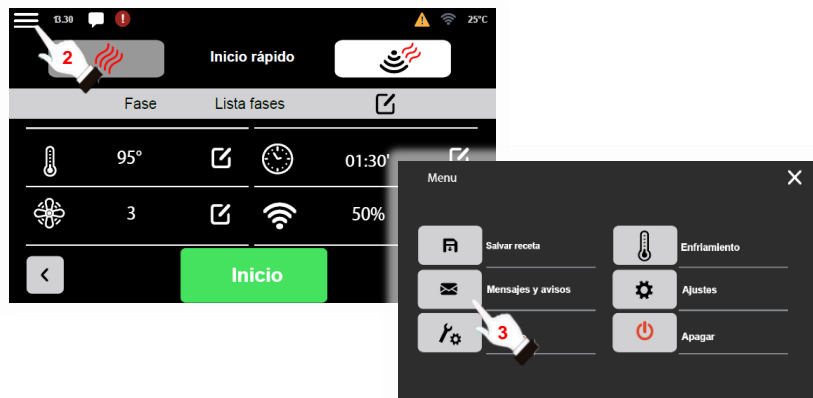 13.30
25°C
2
Inicio rápido
Fase Lista fases
95° 01:30'
3 50%
Inicio
Menu
Salvar receta
Enfriamiento
Mensajes y avisos
Ajustes
3
Apagar